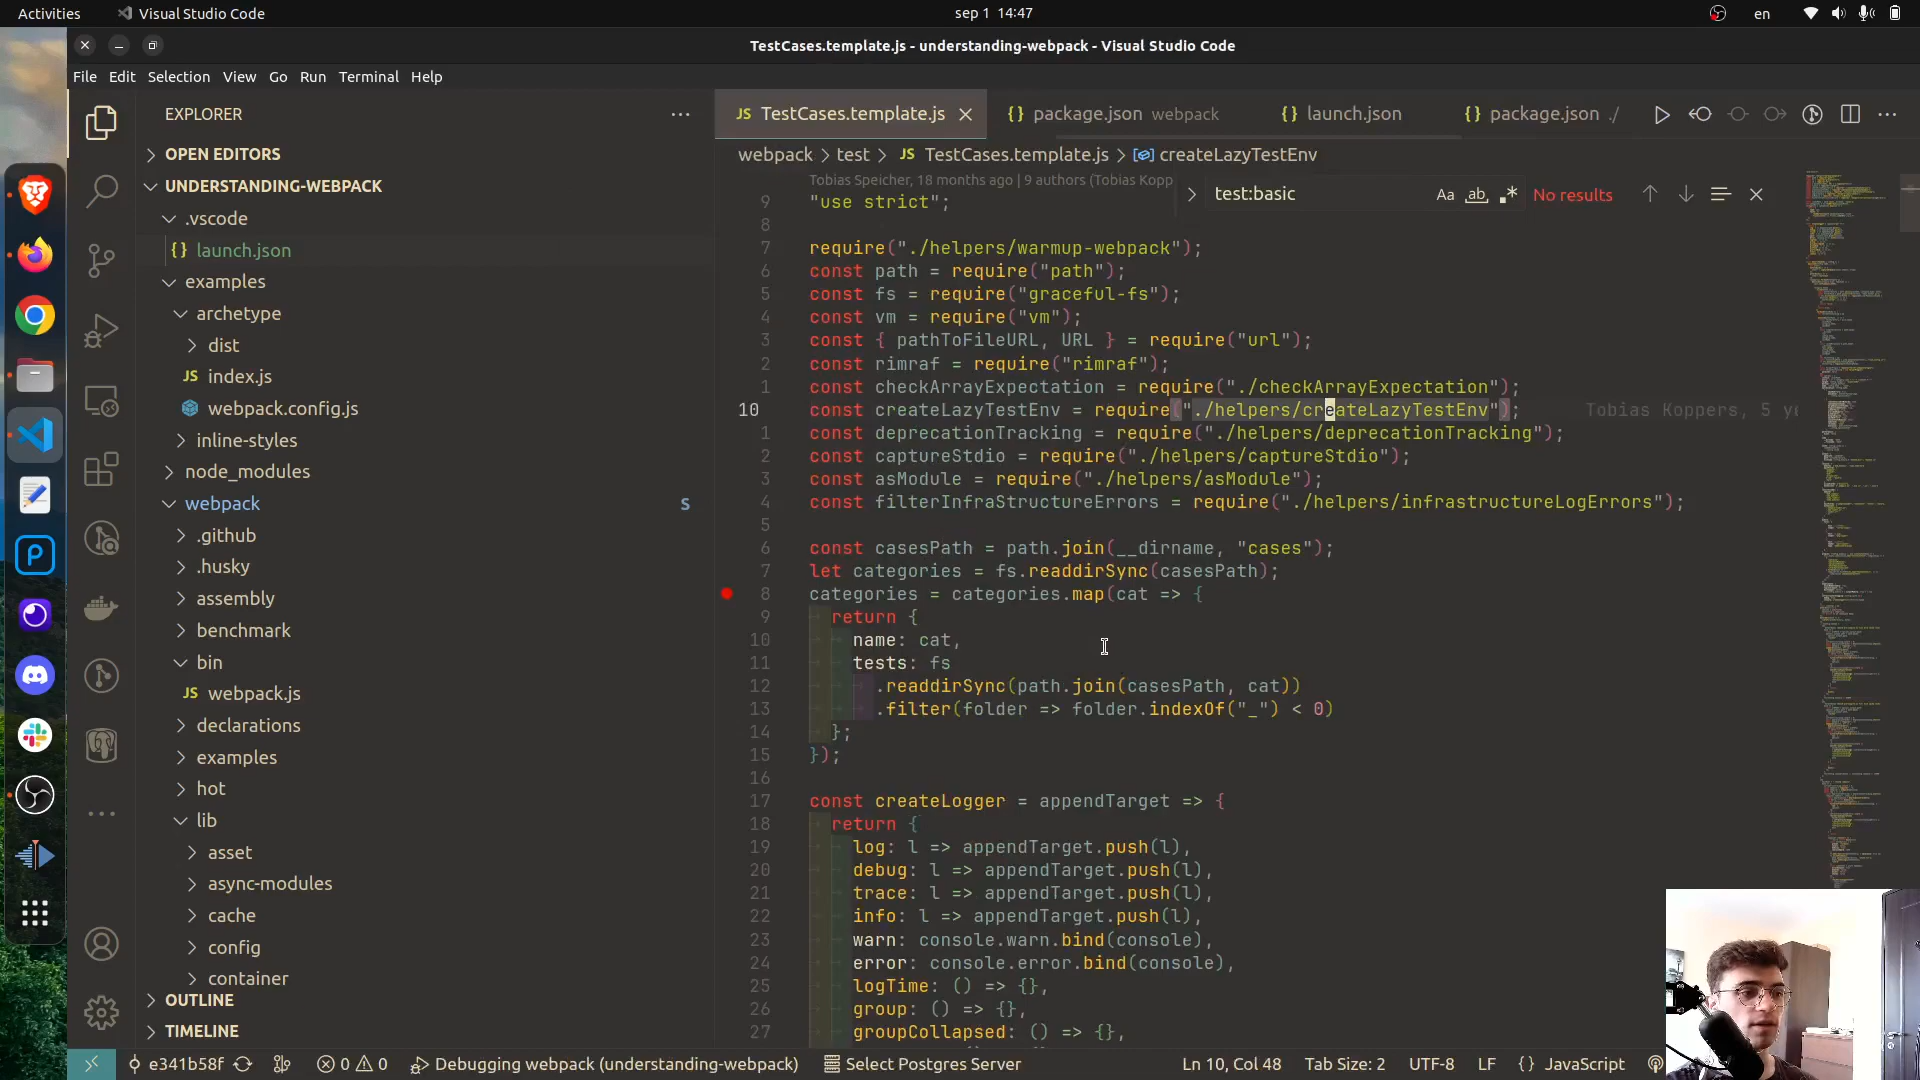 Activities
Visual Studio Code
sep 1 14:47
en
TestCases.template.js - understanding-webpack - Visual Studio Code
File Edit Selection View Go Run Terminal Help
EXPLORER
OPEN EDITORS
UNDERSTANDING-WEBPACK
.vscode
launch.json
examples
archetype
dist
index.js
webpack.config.js
inline-styles
node_modules
webpack S
.github
.husky
assembly
benchmark
bin
webpack.js
declarations
examples
hot
lib
asset
async-modules
cache
config
container
OUTLINE
TIMELINE
JS TestCases.template.js
package.json webpack
launch.json
package.json ./
webpack > test > JS TestCases.template.js > createLazyTestEnv
test:basic
Aa ab No results
Tobias Speicher, 18 months ago | 9 authors (Tobias Kopp
9 "use strict";
8
7 require("./helpers/warmup-webpack");
6 const path = require("path");
5 const fs = require("graceful-fs");
4 const vm = require("vm");
3 const { pathToFileURL, URL } = require("url");
2 const rimraf = require("rimraf");
1 const checkArrayExpectation = require("./checkArrayExpectation");
10 const createLazyTestEnv = require("./helpers/createLazyTestEnv"); Tobias Koppers, 5 ye
1 const deprecationTracking = require("./helpers/deprecationTracking");
2 const captureStdio = require("./helpers/captureStdio");
3 const asModule = require("./helpers/asModule");
4 const filterInfraStructureErrors = require("./helpers/infrastructureLogErrors");
5
6 const casesPath = path.join(__dirname, "cases");
7 let categories = fs.readdirSync(casesPath);
8 categories = categories.map(cat => {
9 return {
10 name: cat,
11 tests: fs
12 .readdirSync(path.join(casesPath, cat))
13 .filter(folder => folder.indexOf("_") < 0)
14 };
15 });
16
17 const createLogger = appendTarget => {
18 return {
19 log: l => appendTarget.push(l),
20 debug: l => appendTarget.push(l),
21 trace: l => appendTarget.push(l),
22 info: l => appendTarget.push(l),
23 warn: console.warn.bind(console),
24 error: console.error.bind(console),
25 logTime: () => {},
26 group: () => {},
27 groupCollapsed: () => {},
e341b58f
0 0
Debugging webpack (understanding-webpack)
Select Postgres Server
Ln 10, Col 48
Tab Size: 2
UTF-8
LF
{} JavaScript